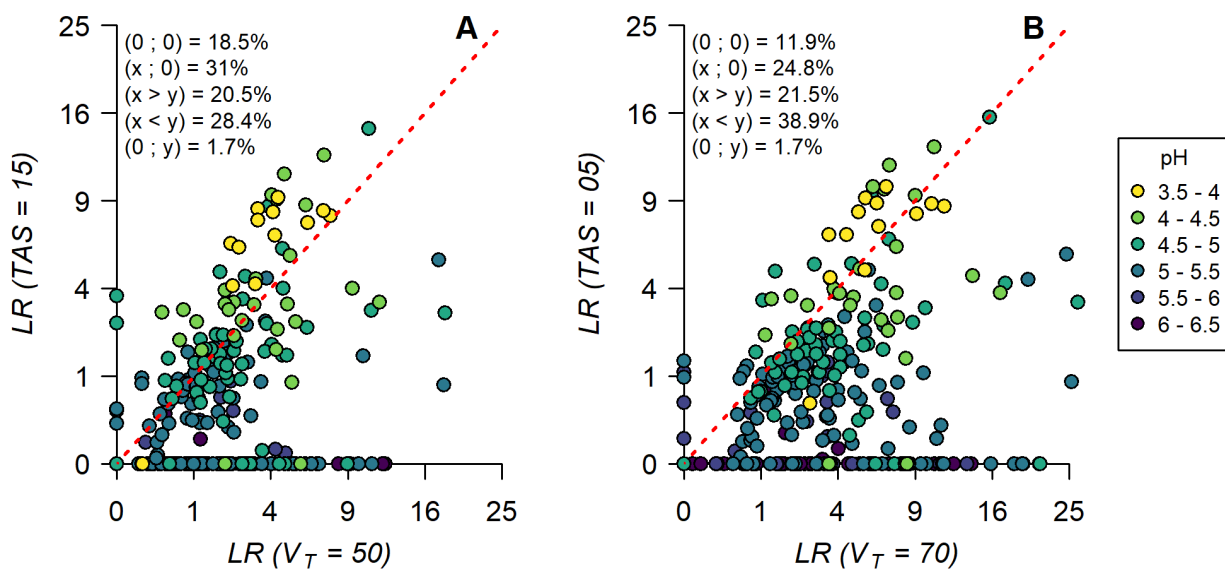 A
(0 ; 0) = 18.5%
(x ; 0) = 31%
(x > y) = 20.5%
(x < y) = 28.4%
(0 ; y) = 1.7%
25
16
9
4
1
0
LR (TAS = 15)
0 1 4 9 16 25
LR (V_T = 50)
B
(0 ; 0) = 11.9%
(x ; 0) = 24.8%
(x > y) = 21.5%
(x < y) = 38.9%
(0 ; y) = 1.7%
25
16
9
4
1
0
LR (TAS = 05)
0 1 4 9 16 25
LR (V_T = 70)
pH
3.5 - 4
4 - 4.5
4.5 - 5
5 - 5.5
5.5 - 6
6 - 6.5